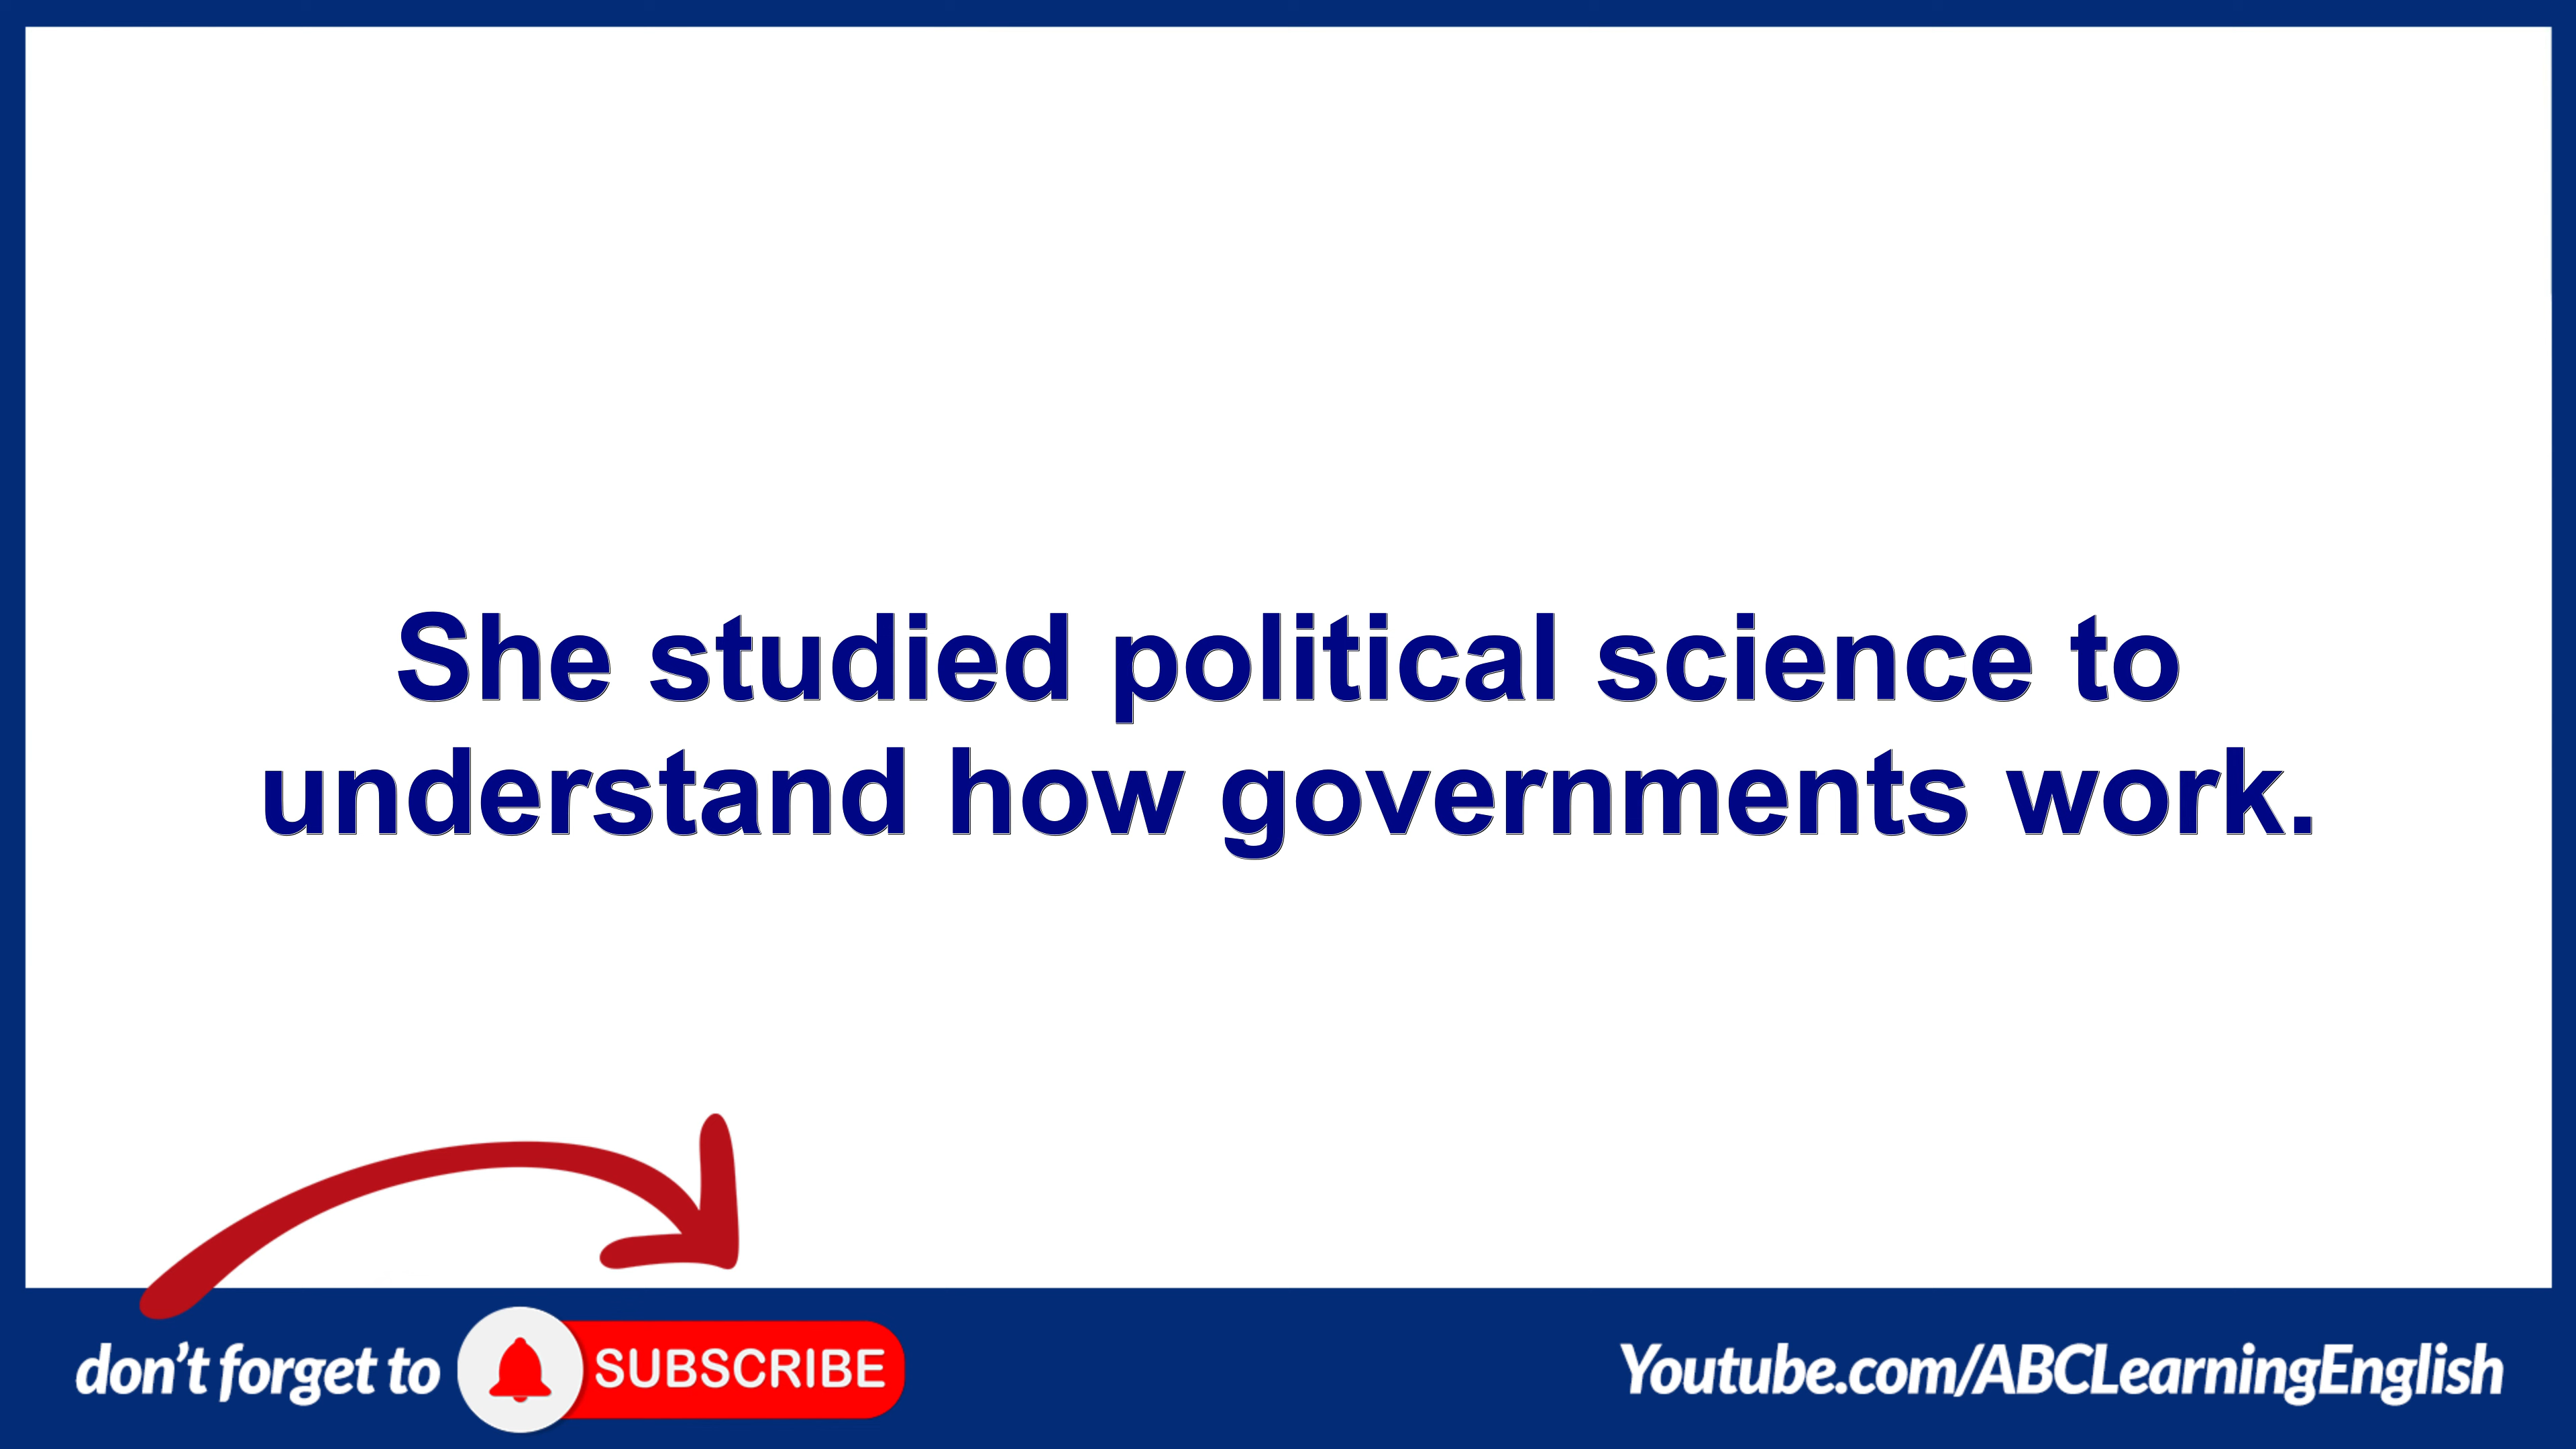 She studied political science to
understand how governments work.
don't forget to SUBSCRIBE
Youtube.com/ABCLearningEnglish